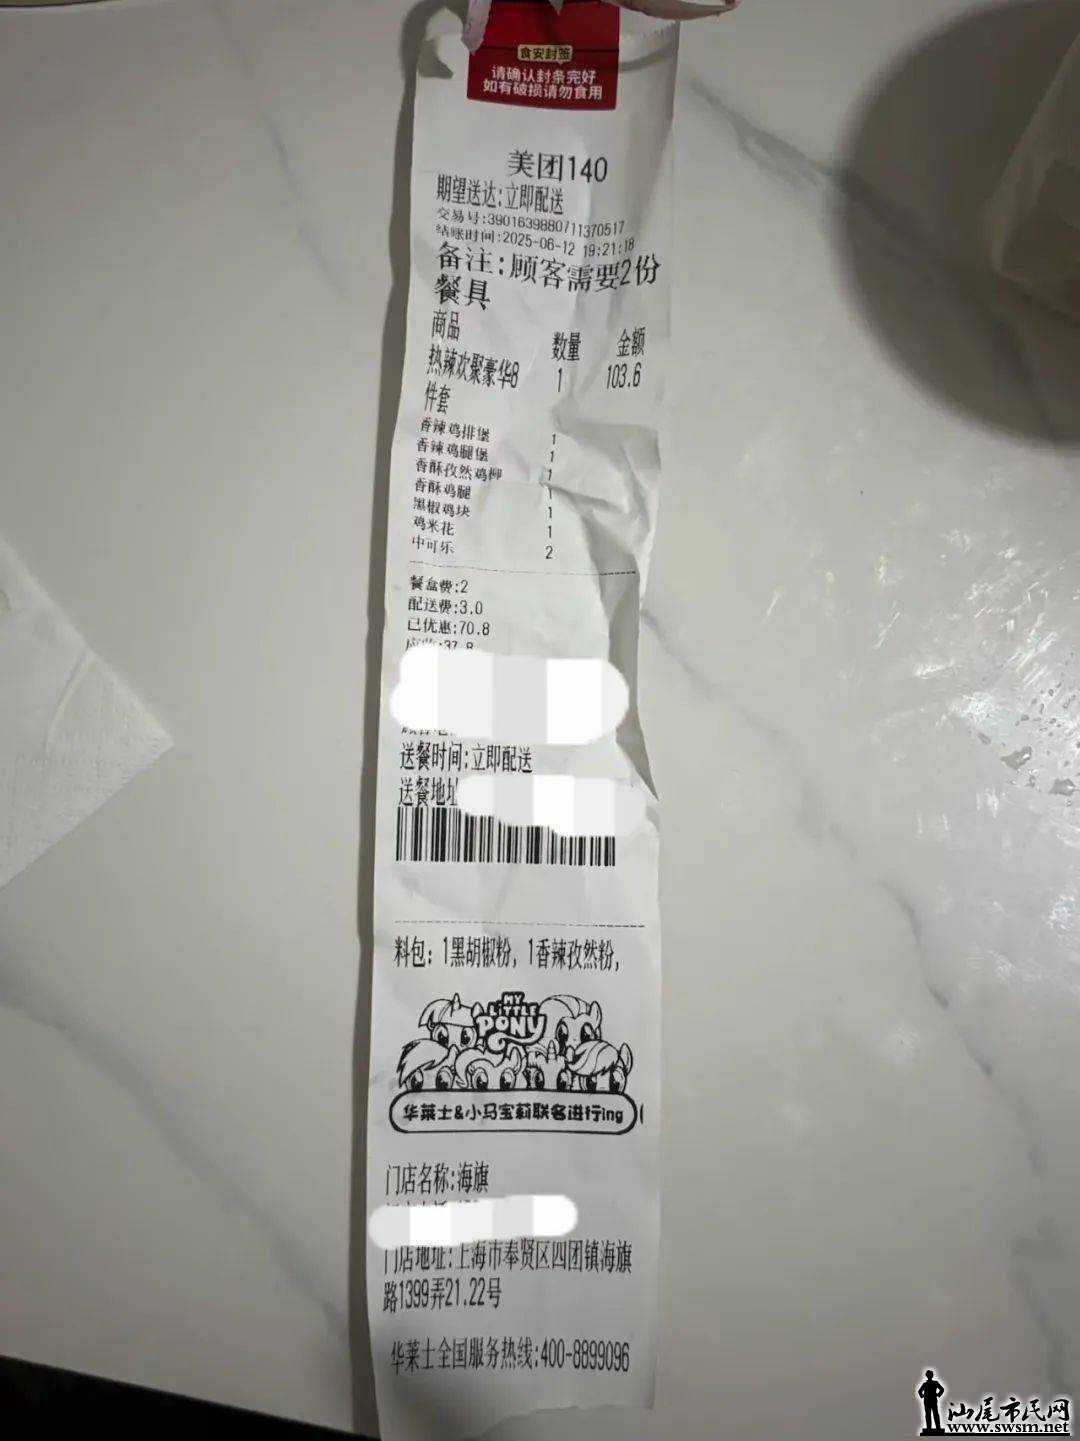 食安封签
请确认封条完好
如有破损请勿食用
美团140
期望送达:立即配送
交易号:3901639880711370517
结账时间:2025-06-12 19:21:18
备注:顾客需要2份
餐具
商品 数量 金额
热辣欢聚豪华8 1 103.6
件套
香辣鸡排堡 1
香辣鸡腿堡 1
香酥孜然鸡柳 1
香酥鸡腿 1
黑椒鸡块 1
鸡米花 1
中可乐 2
餐盒费:2
配送费:3.0
已优惠:70.8
:37.8
送餐时间:立即配送
送餐地址
料包: 1黑胡椒粉, 1香辣孜然粉,
MY
LITTLE
PONY
华莱士&小马宝莉联名进行ing
门店名称:海旗
门店地址:上海市奉贤区四团镇海旗
路1399弄21.22号
华莱士全国服务热线:400-8899096
汕尾市民网
www.swsm.net